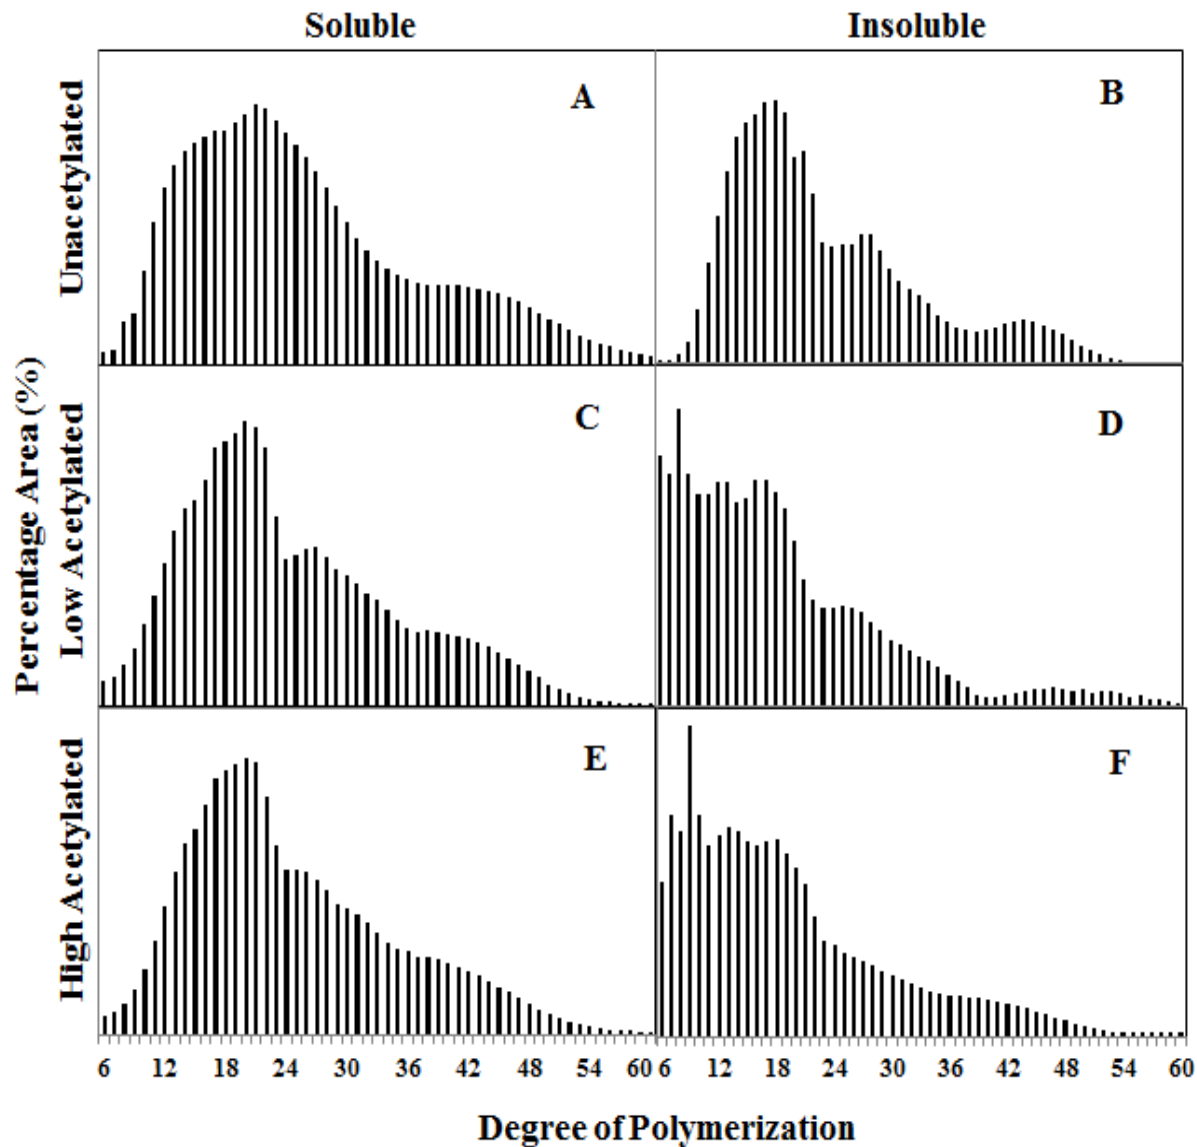 Soluble Insoluble
Unacetylated
A
B
Percentage Area (%)
Low Acetylated
C
D
High Acetylated
E
F
6 12 18 24 30 36 42 48 54 60 6 12 18 24 30 36 42 48 54 60
Degree of Polymerization